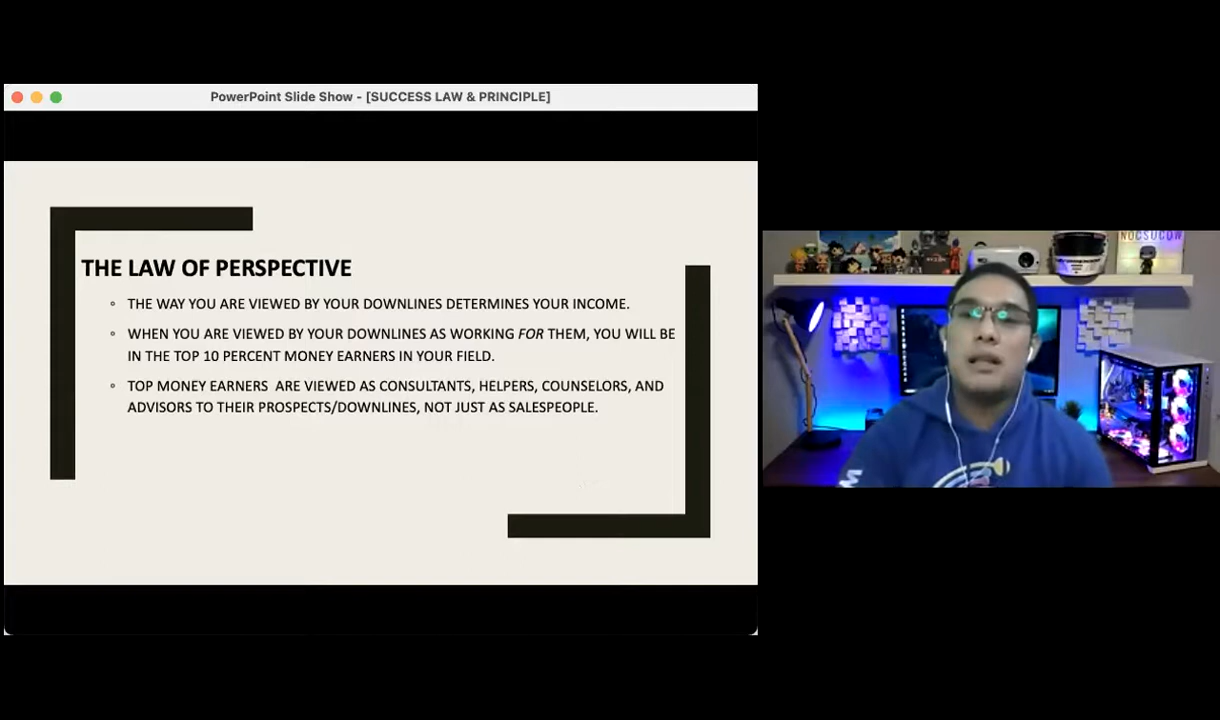 PowerPoint Slide Show - [SUCCESS LAW & PRINCIPLE]
THE LAW OF PERSPECTIVE
THE WAY YOU ARE VIEWED BY YOUR DOWNLINES DETERMINES YOUR INCOME.
WHEN YOU ARE VIEWED BY YOUR DOWNLINES AS WORKING FOR THEM, YOU WILL BE
IN THE TOP 10 PERCENT MONEY EARNERS IN YOUR FIELD.
TOP MONEY EARNERS ARE VIEWED AS CONSULTANTS, HELPERS, COUNSELORS, AND
ADVISORS TO THEIR PROSPECTS/DOWNLINES, NOT JUST AS SALESPEOPLE.